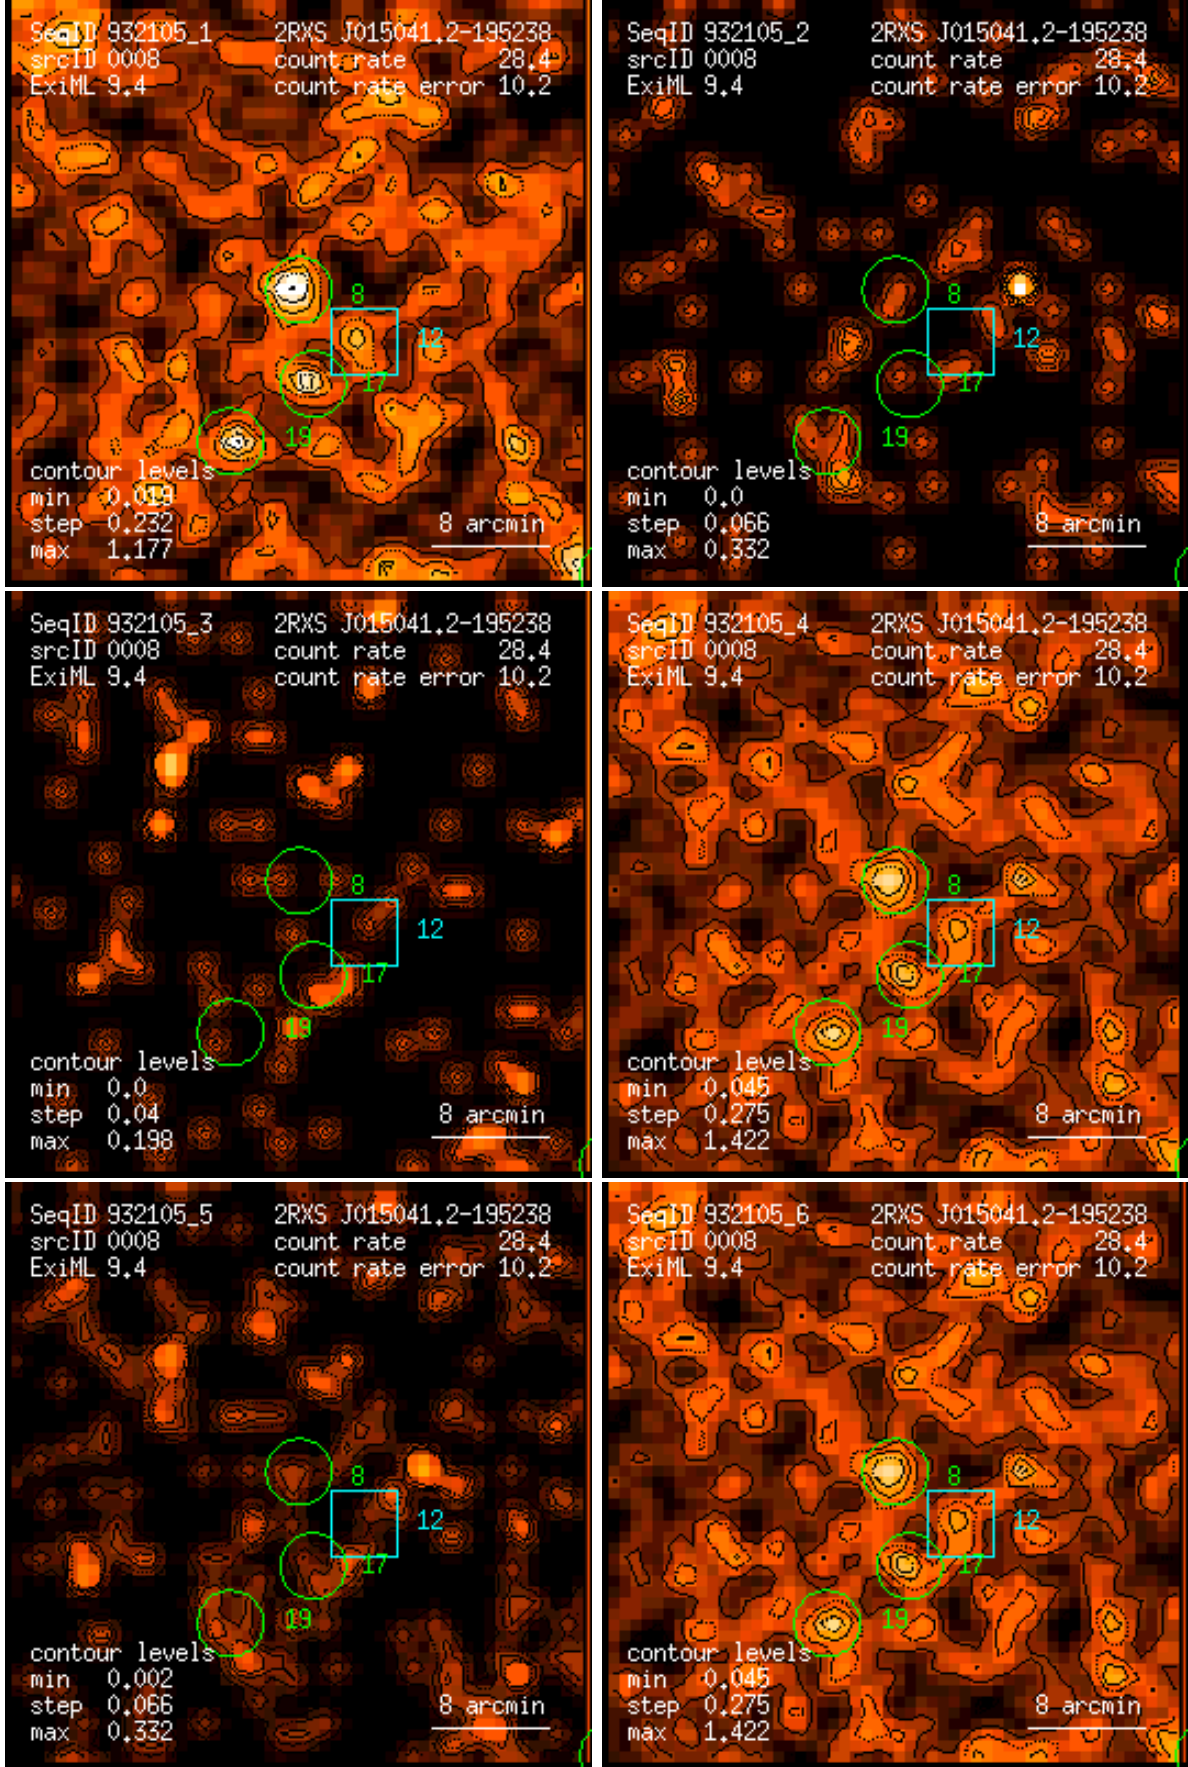 SeqID 932105_1 2RXS J015041.2-195238
srcID 0008 count rate 28.4
ExiML 9.4 count rate error 10.2
8
12
17
19
contour levels
min 0.019
step 0.232
max 1.177
8 arcmin
SeqID 932105_2 2RXS J015041.2-195238
srcID 0008 count rate 28.4
ExiML 9.4 count rate error 10.2
8
12
17
19
contour levels
min 0.0
step 0.066
max 0.332
8 arcmin
SeqID 932105_3 2RXS J015041.2-195238
srcID 0008 count rate 28.4
ExiML 9.4 count rate error 10.2
8
12
17
19
contour levels
min 0.0
step 0.04
max 0.198
8 arcmin
SeqID 932105_4 2RXS J015041.2-195238
srcID 0008 count rate 28.4
ExiML 9.4 count rate error 10.2
8
12
17
19
contour levels
min 0.045
step 0.275
max 1.422
8 arcmin
SeqID 932105_5 2RXS J015041.2-195238
srcID 0008 count rate 28.4
ExiML 9.4 count rate error 10.2
8
12
17
19
contour levels
min 0.002
step 0.066
max 0.332
8 arcmin
SeqID 932105_6 2RXS J015041.2-195238
srcID 0008 count rate 28.4
ExiML 9.4 count rate error 10.2
8
12
17
19
contour levels
min 0.045
step 0.275
max 1.422
8 arcmin